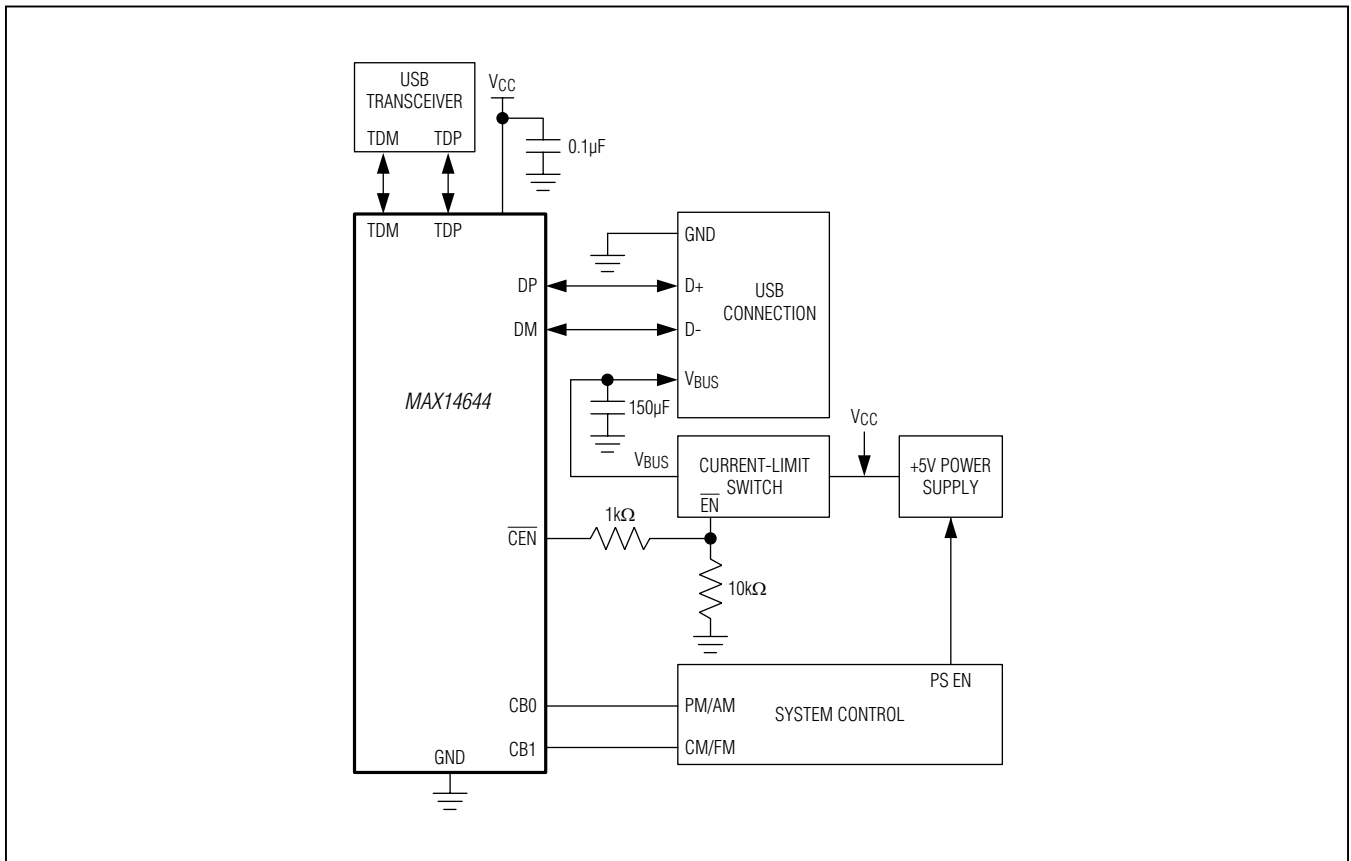 USB
TRANSCEIVER
TDM TDP
VCC
0.1µF
TDM TDP
DP
DM
MAX14644
CEN
CB0
CB1
GND
GND
D+
D-
VBUS
USB
CONNECTION
150µF
VBUS
CURRENT-LIMIT
SWITCH
EN
VCC
+5V POWER
SUPPLY
1kΩ
10kΩ
PS EN
PM/AM
CM/FM
SYSTEM CONTROL